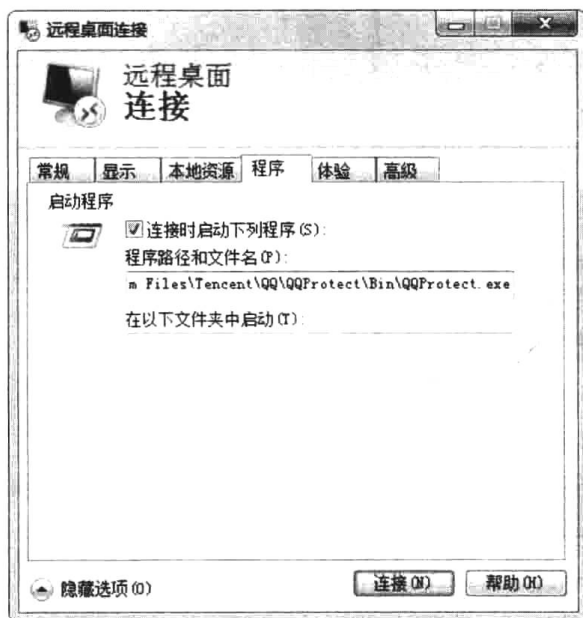 远程桌面连接
远程桌面
连接
常规 显示 本地资源 程序 体验 高级
启动程序
连接时启动下列程序(S):
程序路径和文件名(P):
m Files\Tencent\QQ\QQProtect\Bin\QQProtect.exe
在以下文件夹中启动(T):
隐藏选项(O) 连接(N) 帮助(H)